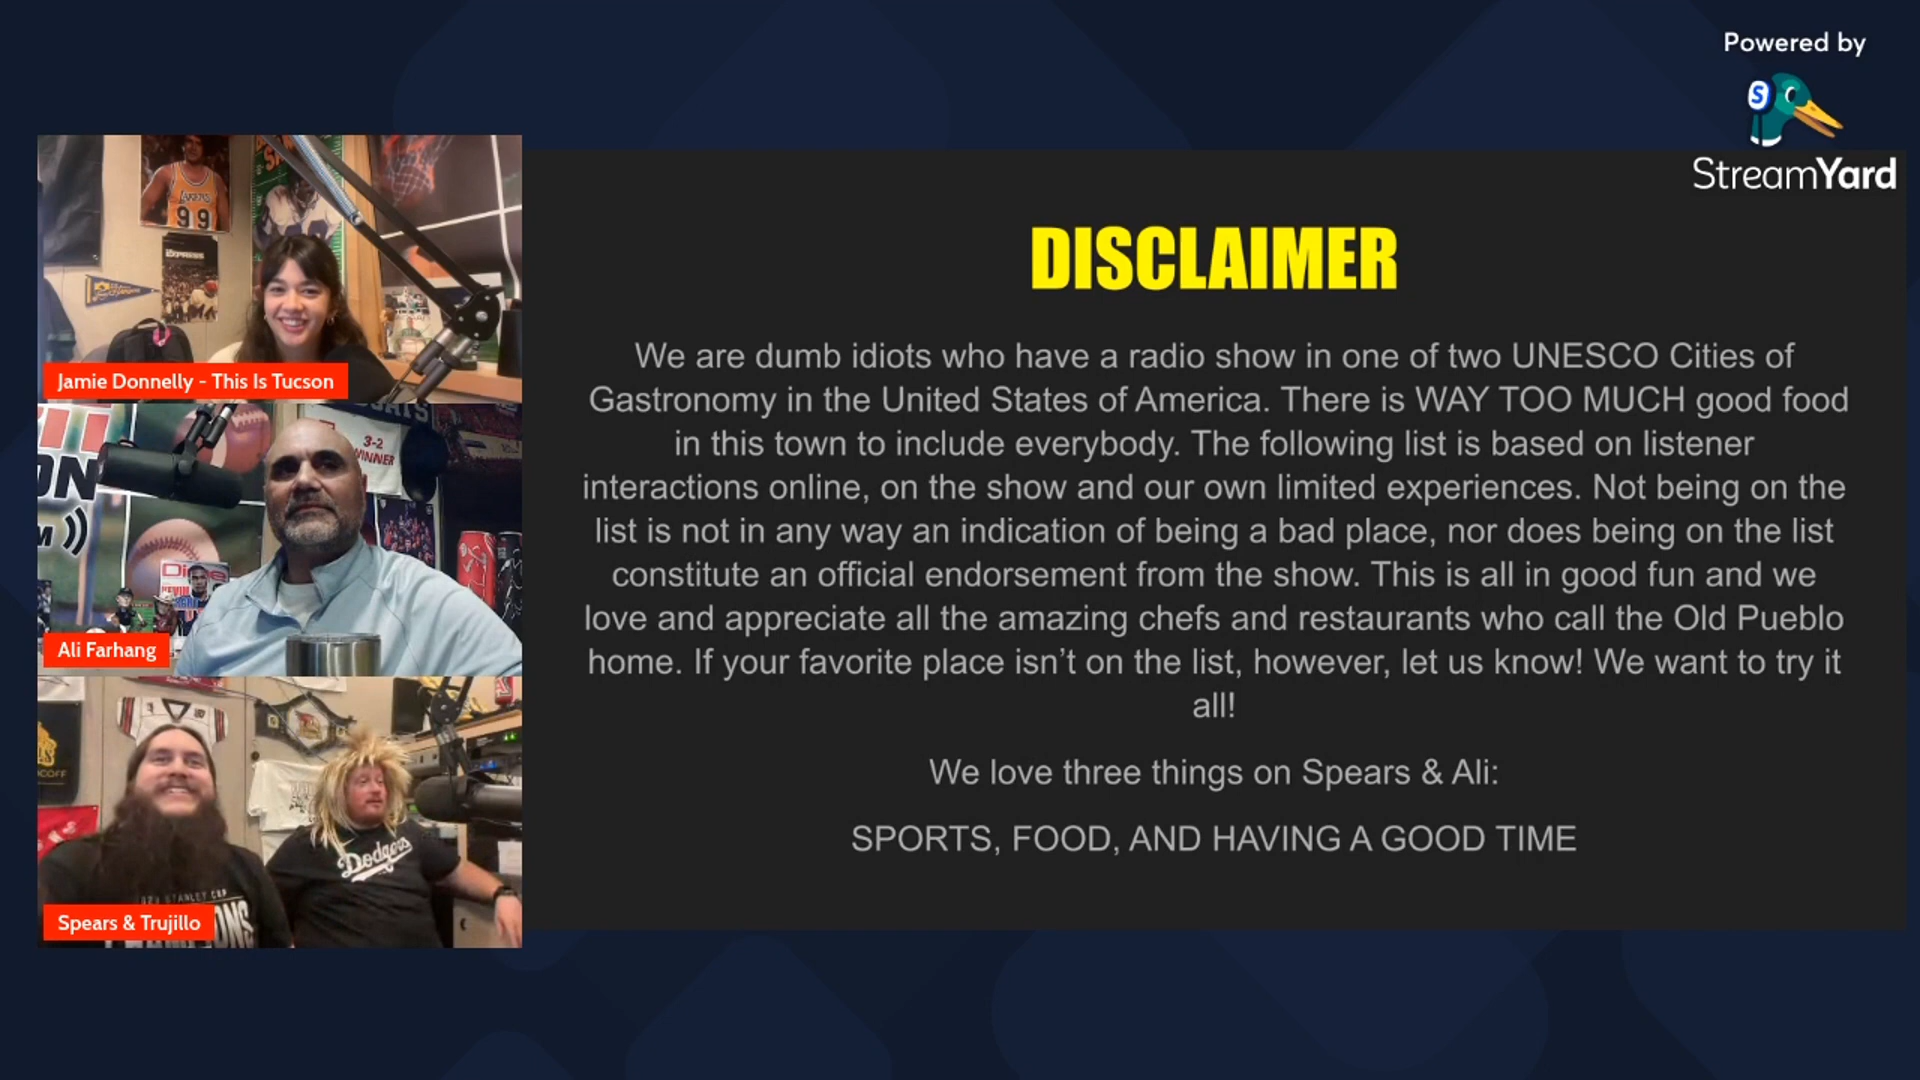 Powered by
StreamYard
LAKERS
99
EXPRESS
Jamie Donnelly - This Is Tucson
3-2
WINNER
ON
Dime
Ali Farhang
Dodgers
STANLEY CUP
Spears & Trujillo
DISCLAIMER
We are dumb idiots who have a radio show in one of two UNESCO Cities of
Gastronomy in the United States of America. There is WAY TOO MUCH good food
in this town to include everybody. The following list is based on listener
interactions online, on the show and our own limited experiences. Not being on the
list is not in any way an indication of being a bad place, nor does being on the list
constitute an official endorsement from the show. This is all in good fun and we
love and appreciate all the amazing chefs and restaurants who call the Old Pueblo
home. If your favorite place isn’t on the list, however, let us know! We want to try it
all!
We love three things on Spears & Ali:
SPORTS, FOOD, AND HAVING A GOOD TIME